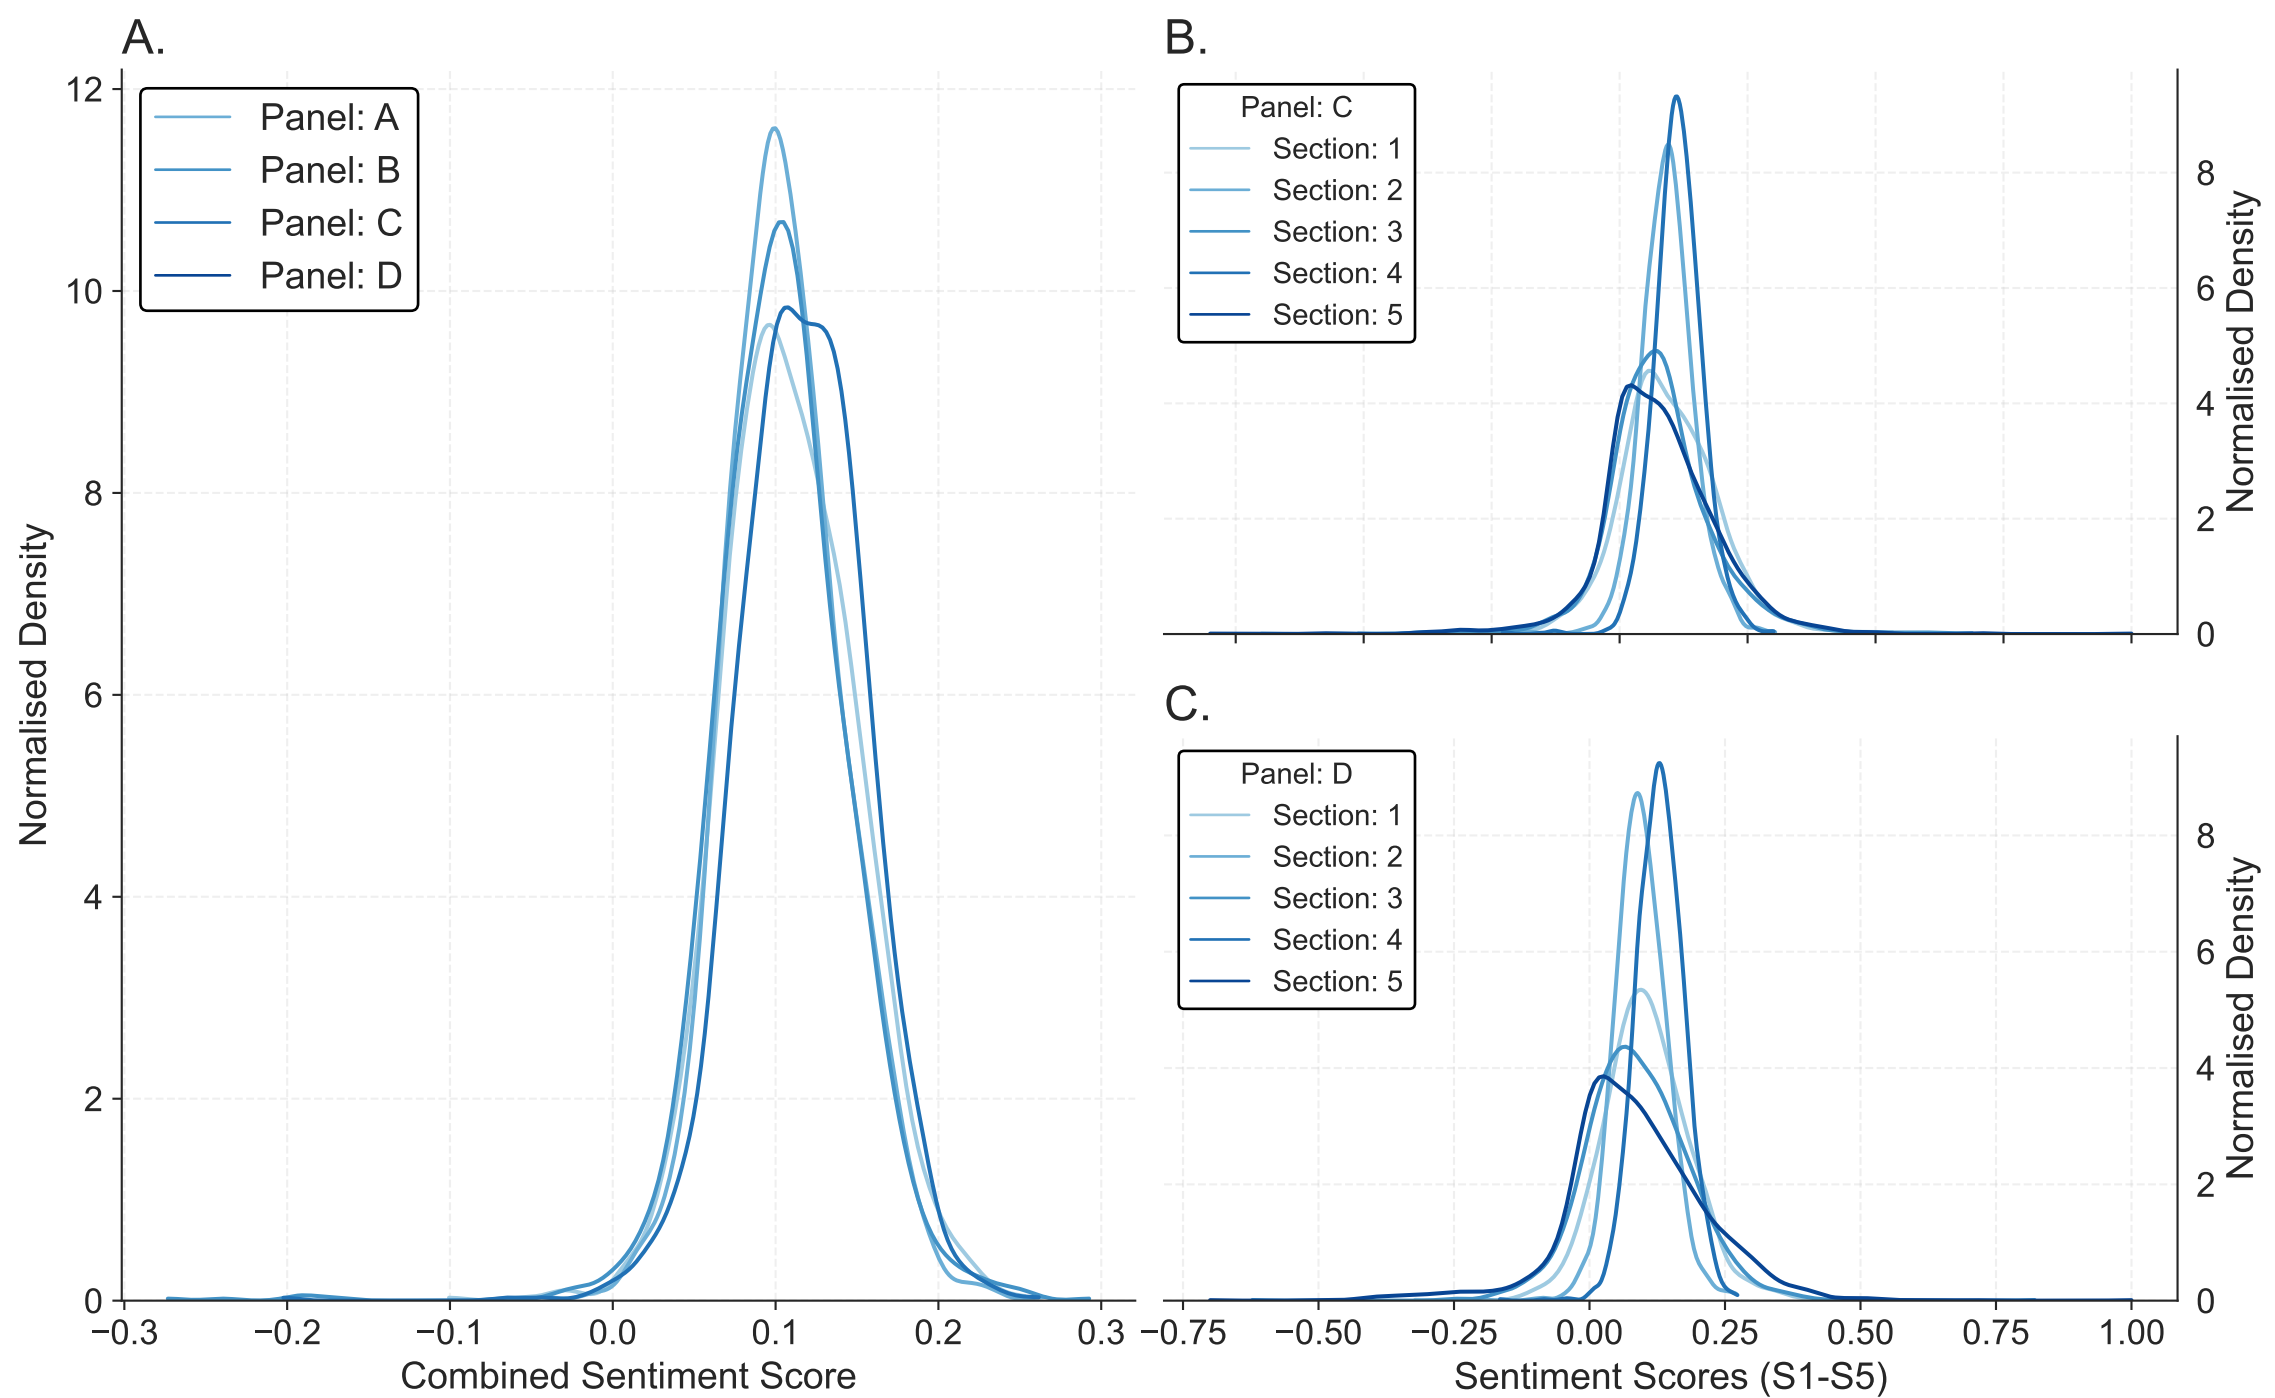 A.
12
10
8
6
4
2
0
Normalised Density
Panel: A
Panel: B
Panel: C
Panel: D
−0.3 −0.2 −0.1 0.0 0.1 0.2 0.3
Combined Sentiment Score
B.
Panel: C
Section: 1
Section: 2
Section: 3
Section: 4
Section: 5
8
6
4
2
0
Normalised Density
C.
Panel: D
Section: 1
Section: 2
Section: 3
Section: 4
Section: 5
8
6
4
2
0
Normalised Density
−0.75 −0.50 −0.25 0.00 0.25 0.50 0.75 1.00
Sentiment Scores (S1-S5)